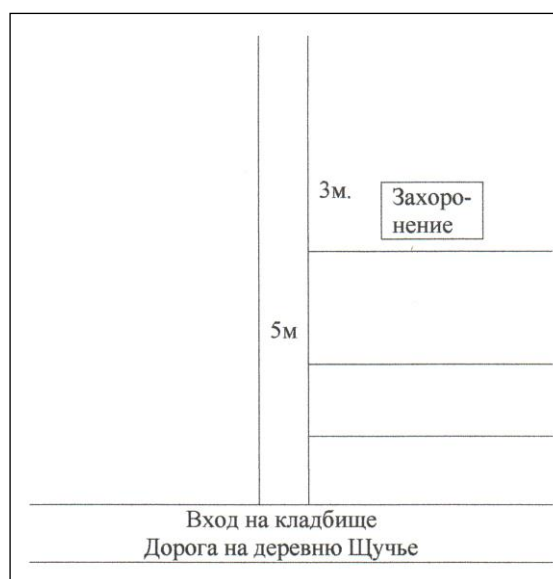 3м.
Захоро-
нение
5м
Вход на кладбище
Дорога на деревню Щучье